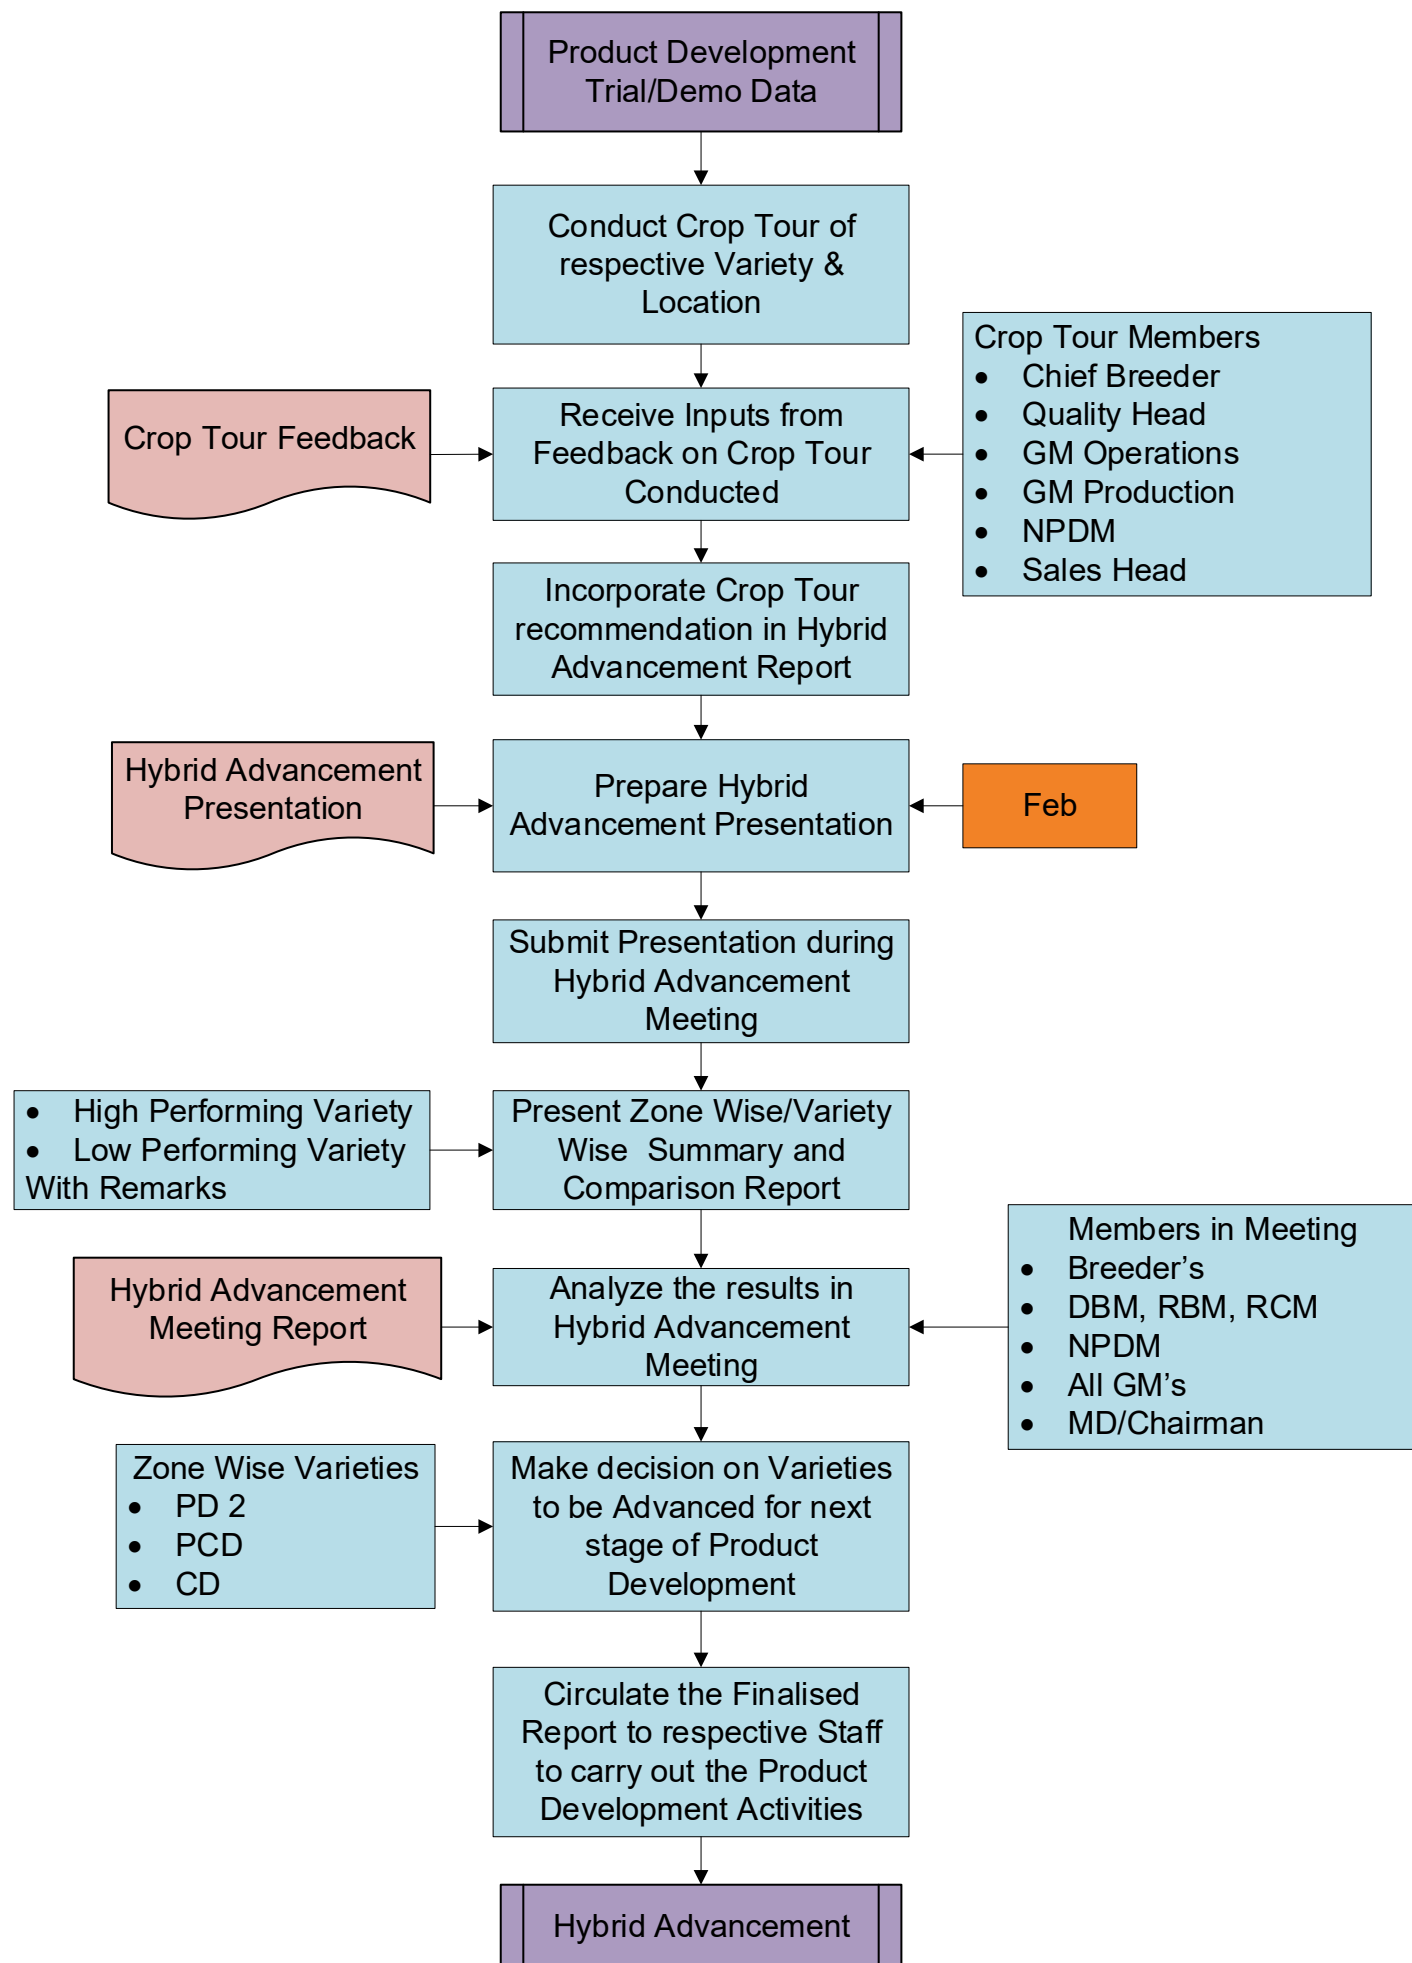 Product Development
Trial/Demo Data
Conduct Crop Tour of
respective Variety &
Location
Crop Tour Members
• Chief Breeder
• Quality Head
• GM Operations
• GM Production
• NPDM
• Sales Head
Crop Tour Feedback
Receive Inputs from
Feedback on Crop Tour
Conducted
Incorporate Crop Tour
recommendation in Hybrid
Advancement Report
Hybrid Advancement
Presentation
Prepare Hybrid
Advancement Presentation
Feb
Submit Presentation during
Hybrid Advancement
Meeting
• High Performing Variety
• Low Performing Variety
With Remarks
Present Zone Wise/Variety
Wise Summary and
Comparison Report
Members in Meeting
• Breeder’s
• DBM, RBM, RCM
• NPDM
• All GM’s
• MD/Chairman
Hybrid Advancement
Meeting Report
Analyze the results in
Hybrid Advancement
Meeting
Zone Wise Varieties
• PD 2
• PCD
• CD
Make decision on Varieties
to be Advanced for next
stage of Product
Development
Circulate the Finalised
Report to respective Staff
to carry out the Product
Development Activities
Hybrid Advancement